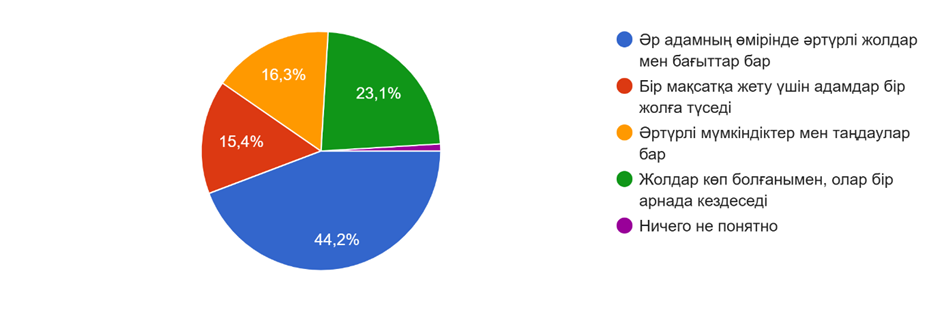 16,3%
23,1%
15,4%
44,2%
Әр адамның өмірінде әртүрлі жолдар
мен бағыттар бар
Бір мақсатқа жету үшін адамдар бір
жолға түседі
Әртүрлі мүмкіндіктер мен таңдаулар
бар
Жолдар көп болғанымен, олар бір
арнада кездеседі
Ничего не понятно